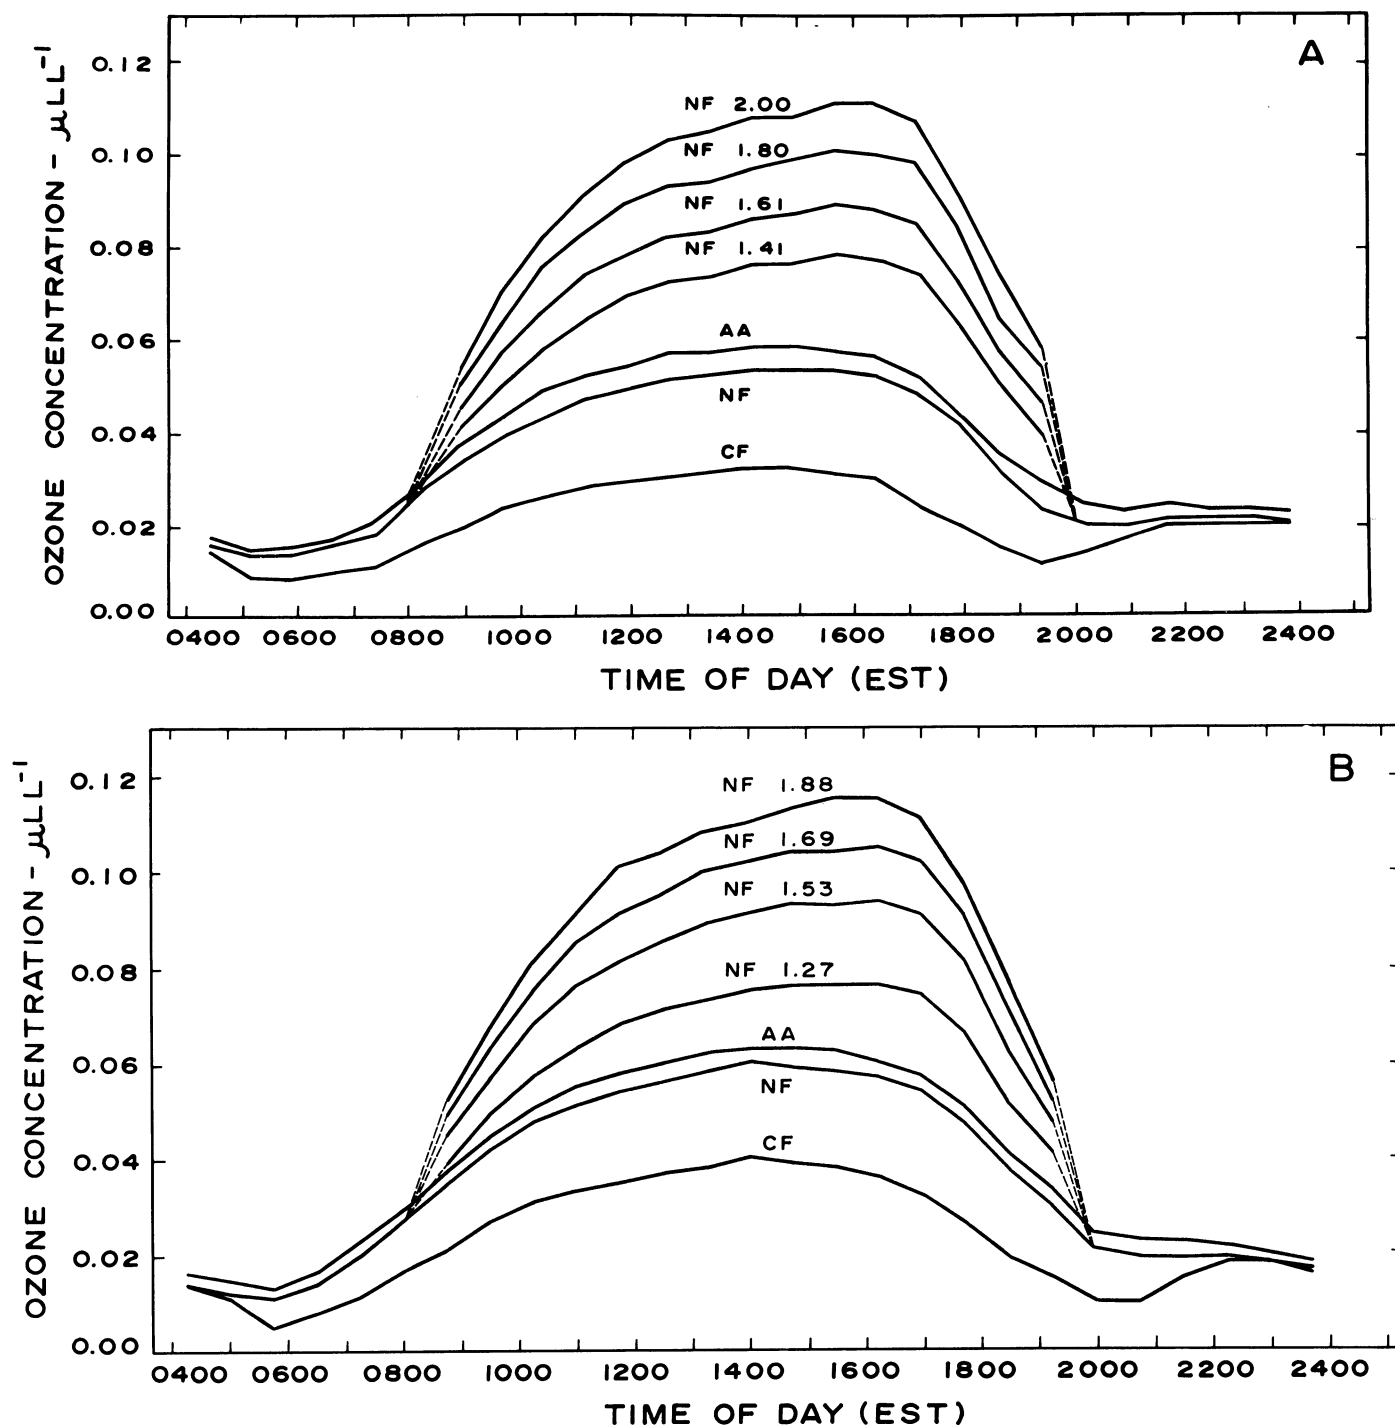 A
OZONE CONCENTRATION - µLL⁻¹
0.12
0.10
0.08
0.06
0.04
0.02
0.00
NF 2.00
NF 1.80
NF 1.61
NF 1.41
AA
NF
CF
0400 0600 0800 1000 1200 1400 1600 1800 2000 2200 2400
TIME OF DAY (EST)
B
OZONE CONCENTRATION - µLL⁻¹
0.12
0.10
0.08
0.06
0.04
0.02
0.00
NF 1.88
NF 1.69
NF 1.53
NF 1.27
AA
NF
CF
0400 0600 0800 1000 1200 1400 1600 1800 2000 2200 2400
TIME OF DAY (EST)